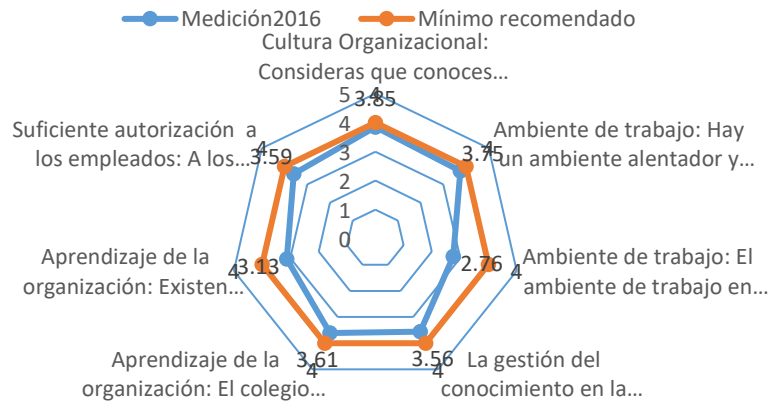 Medición2016 Mínimo recomendado
Cultura Organizacional:
Consideras que conoces...
Ambiente de trabajo: Hay
un ambiente alentador y...
Ambiente de trabajo: El
ambiente de trabajo en...
La gestión del
conocimiento en la...
Aprendizaje de la
organización: El colegio...
Aprendizaje de la
organización: Existen...
Suficiente autorización a
los empleados: A los...
5
4
3
2
1
0
3.85
4
3.75
4
2.76
4
3.56
4
3.61
4
3.13
4
3.59
4